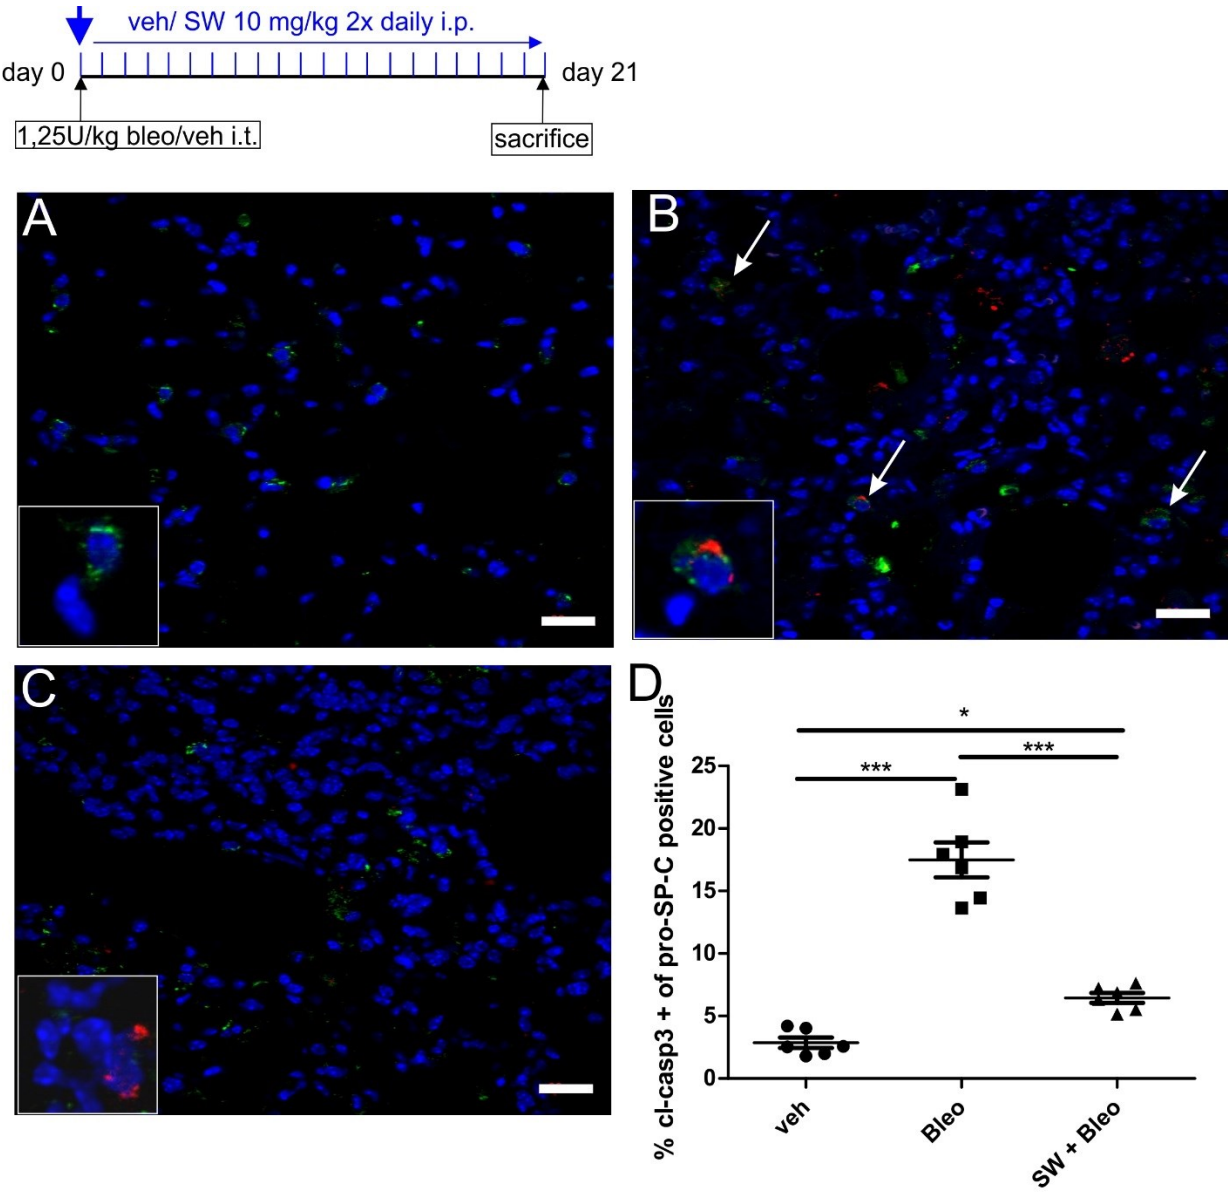 veh/ SW 10 mg/kg 2x daily i.p.
day 0
day 21
1,25U/kg bleo/veh i.t.
sacrifice
A
B
C
D
% cl-casp3 + of pro-SP-C positive cells
*
***
***
25
20
15
10
5
0
veh
Bleo
SW + Bleo